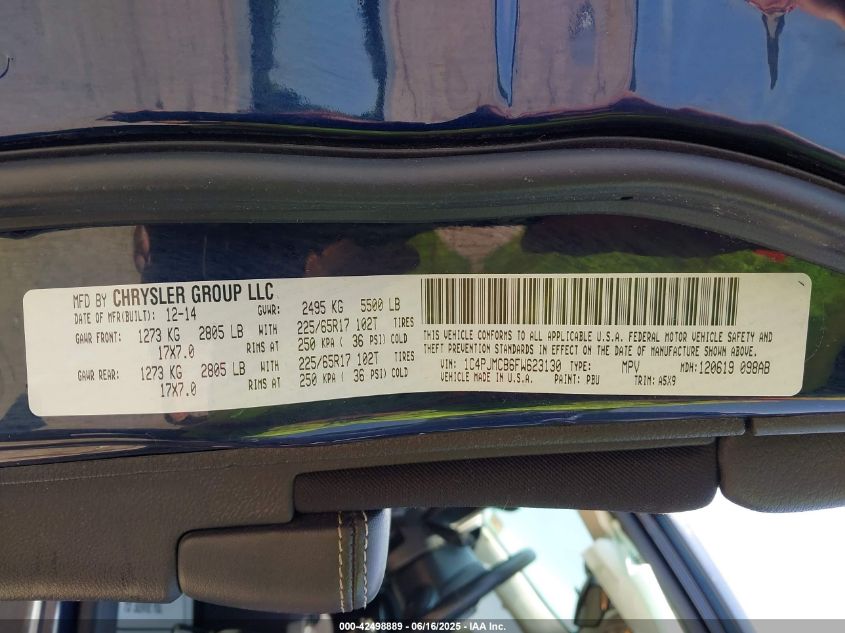 MFD BY CHRYSLER GROUP LLC
DATE OF MFR(BUILT): 12-14 GVWR: 2495 KG 5500 LB
GAWR FRONT: 1273 KG 2805 LB WITH 225/65R17 102T TIRES
17X7.0 RIMS AT 250 KPA ( 36 PSI) COLD
GAWR REAR: 1273 KG 2805 LB WITH 225/65R17 102T TIRES
17X7.0 RIMS AT 250 KPA ( 36 PSI) COLD
THIS VEHICLE CONFORMS TO ALL APPLICABLE U.S.A. FEDERAL MOTOR VEHICLE SAFETY AND
THEFT PREVENTION STANDARDS IN EFFECT ON THE DATE OF MANUFACTURE SHOWN ABOVE.
VIN: 1C4PJMCB6FW623130 TYPE: MPV MDH: 120619 098AB
VEHICLE MADE IN U.S.A. PAINT: PBU TRIM: A5X9
000-42498889 - 06/16/2025 - IAA Inc.